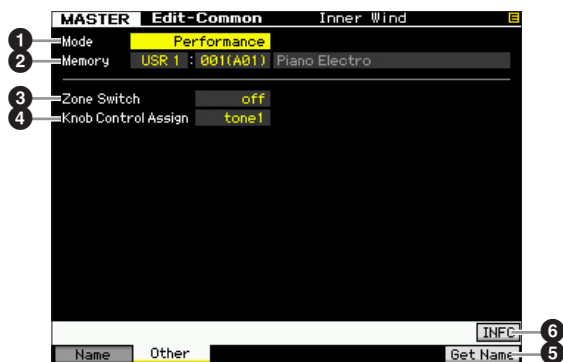 MASTER Edit-Common Inner Wind E
1 Mode Performance
2 Memory USR 1 : 001(A01) Piano Electro
3 Zone Switch off
4 Knob Control Assign tone1
INFO 6
Name Other Get Name 5